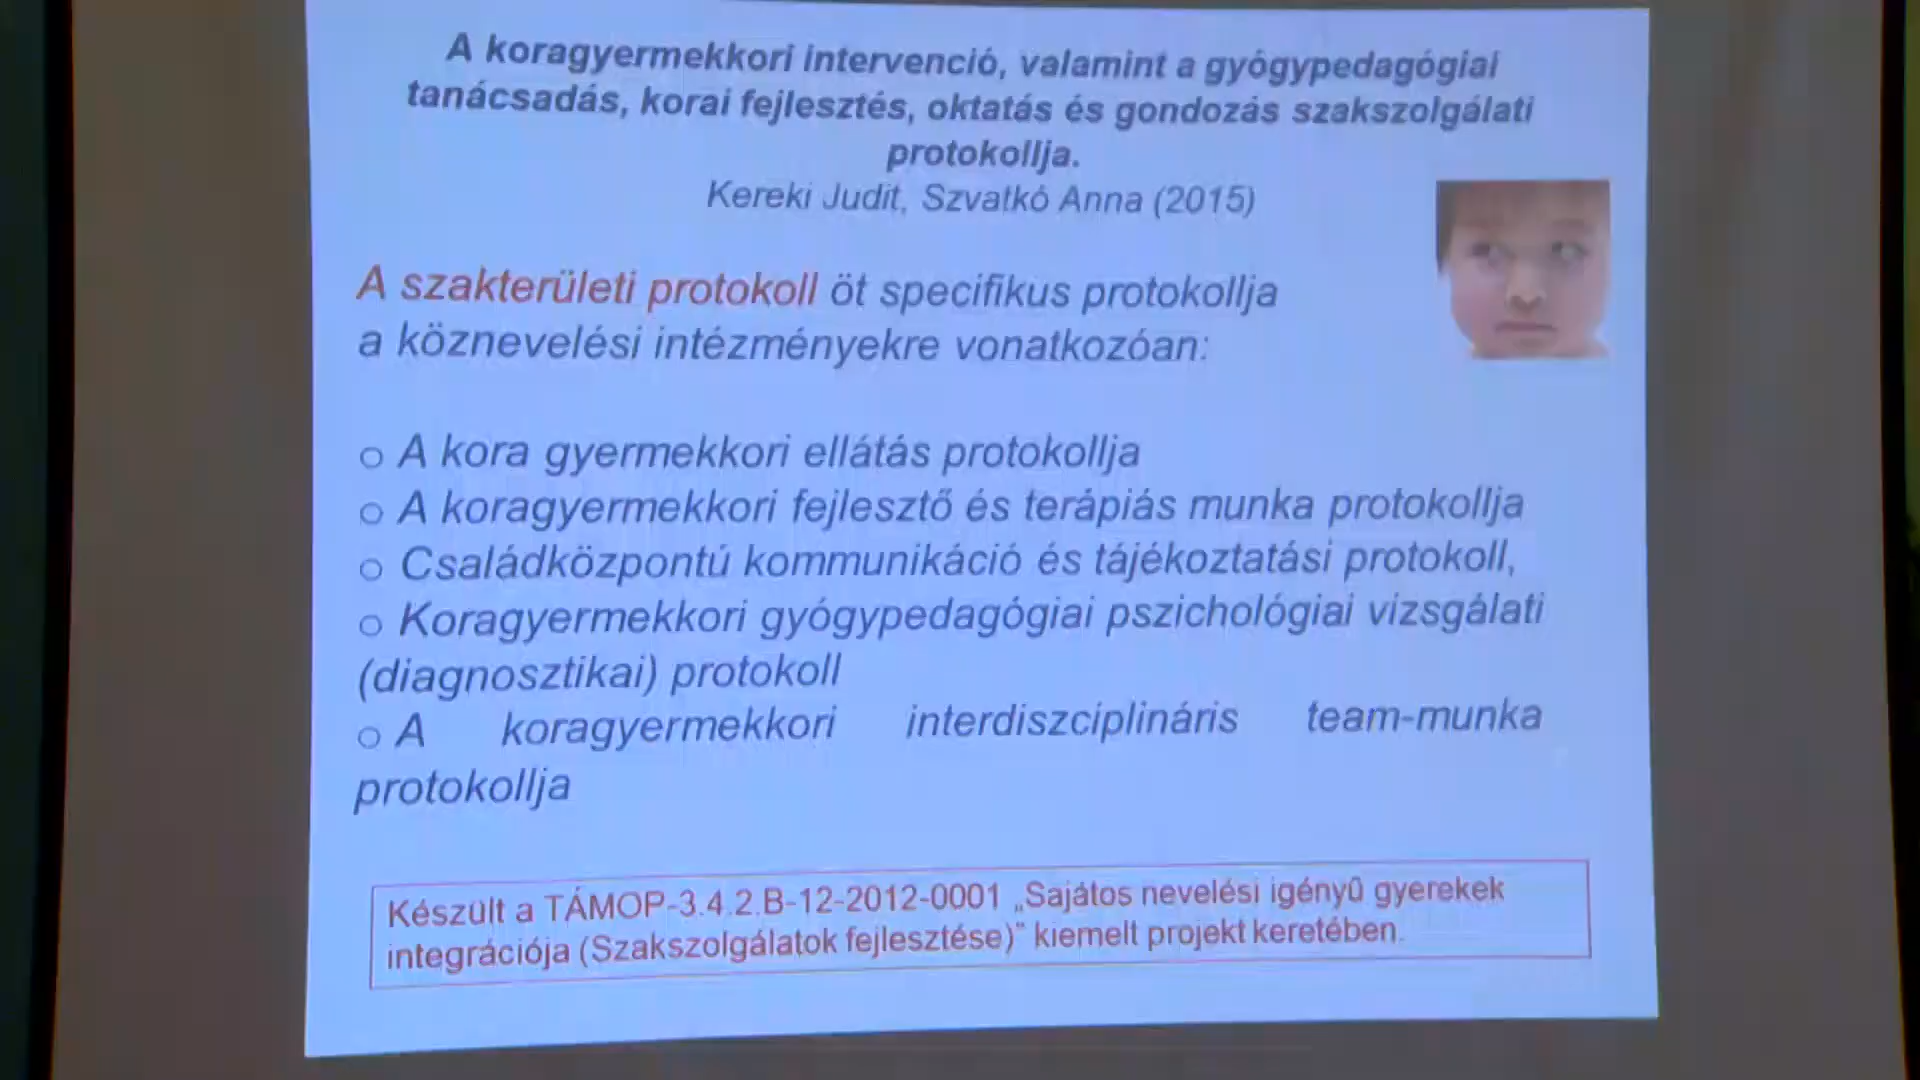 A koragyermekkori intervenció, valamint a gyógypedagógiai
tanácsadás, korai fejlesztés, oktatás és gondozás szakszolgálati
protokollja.
Kereki Judit, Szvatkó Anna (2015)
A szakterületi protokoll öt specifikus protokollja
a köznevelési intézményekre vonatkozóan:
○ A kora gyermekkori ellátás protokollja
○ A koragyermekkori fejlesztő és terápiás munka protokollja
○ Családközpontú kommunikáció és tájékoztatási protokoll,
○ Koragyermekkori gyógypedagógiai pszichológiai vizsgálati
(diagnosztikai) protokoll
○ A koragyermekkori interdiszciplináris team-munka
protokollja
Készült a TÁMOP-3.4.2.B-12-2012-0001 „Sajátos nevelési igényű gyerekek
integrációja (Szakszolgálatok fejlesztése)” kiemelt projekt keretében.